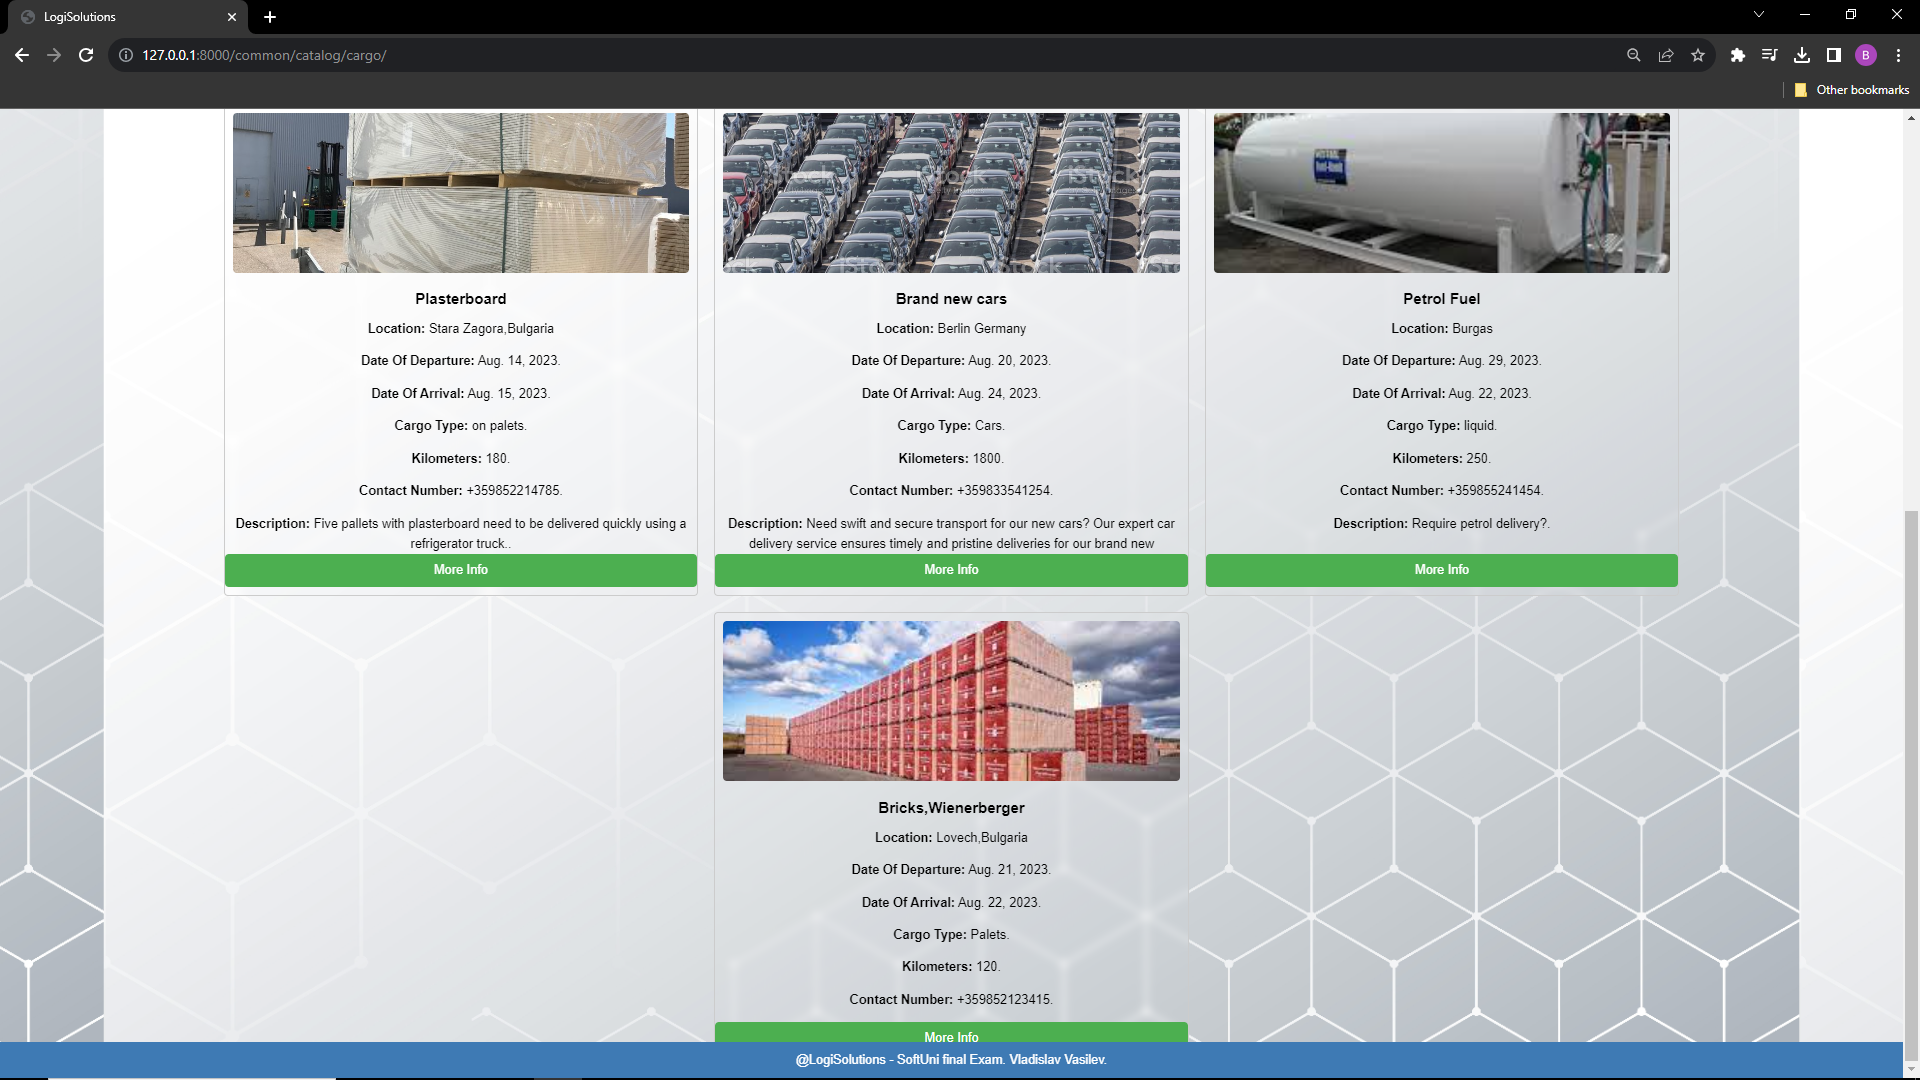 LogiSolutions
127.0.0.1:8000/common/catalog/cargo/
B
Other bookmarks
iStock
iStock
iStock
iStock
iStock
Plasterboard
Location: Stara Zagora,Bulgaria
Date Of Departure: Aug. 14, 2023.
Date Of Arrival: Aug. 15, 2023.
Cargo Type: on palets.
Kilometers: 180.
Contact Number: +359852214785.
Description: Five pallets with plasterboard need to be delivered quickly using a
refrigerator truck..
More Info
Brand new cars
Location: Berlin Germany
Date Of Departure: Aug. 20, 2023.
Date Of Arrival: Aug. 24, 2023.
Cargo Type: Cars.
Kilometers: 1800.
Contact Number: +359833541254.
Description: Need swift and secure transport for our new cars? Our expert car
delivery service ensures timely and pristine deliveries for our brand new
More Info
Petrol Fuel
Location: Burgas
Date Of Departure: Aug. 29, 2023.
Date Of Arrival: Aug. 22, 2023.
Cargo Type: liquid.
Kilometers: 250.
Contact Number: +359855241454.
Description: Require petrol delivery?.
More Info
Bricks,Wienerberger
Location: Lovech,Bulgaria
Date Of Departure: Aug. 21, 2023.
Date Of Arrival: Aug. 22, 2023.
Cargo Type: Palets.
Kilometers: 120.
Contact Number: +359852123415.
More Info
@LogiSolutions - SoftUni final Exam. Vladislav Vasilev.